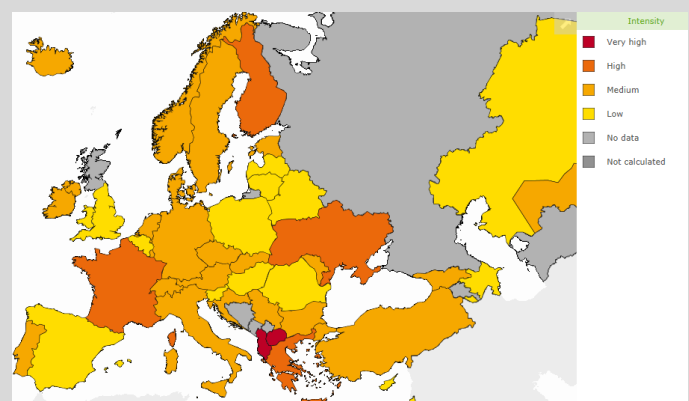 Intensity
Very high
High
Medium
Low
No data
Not calculated